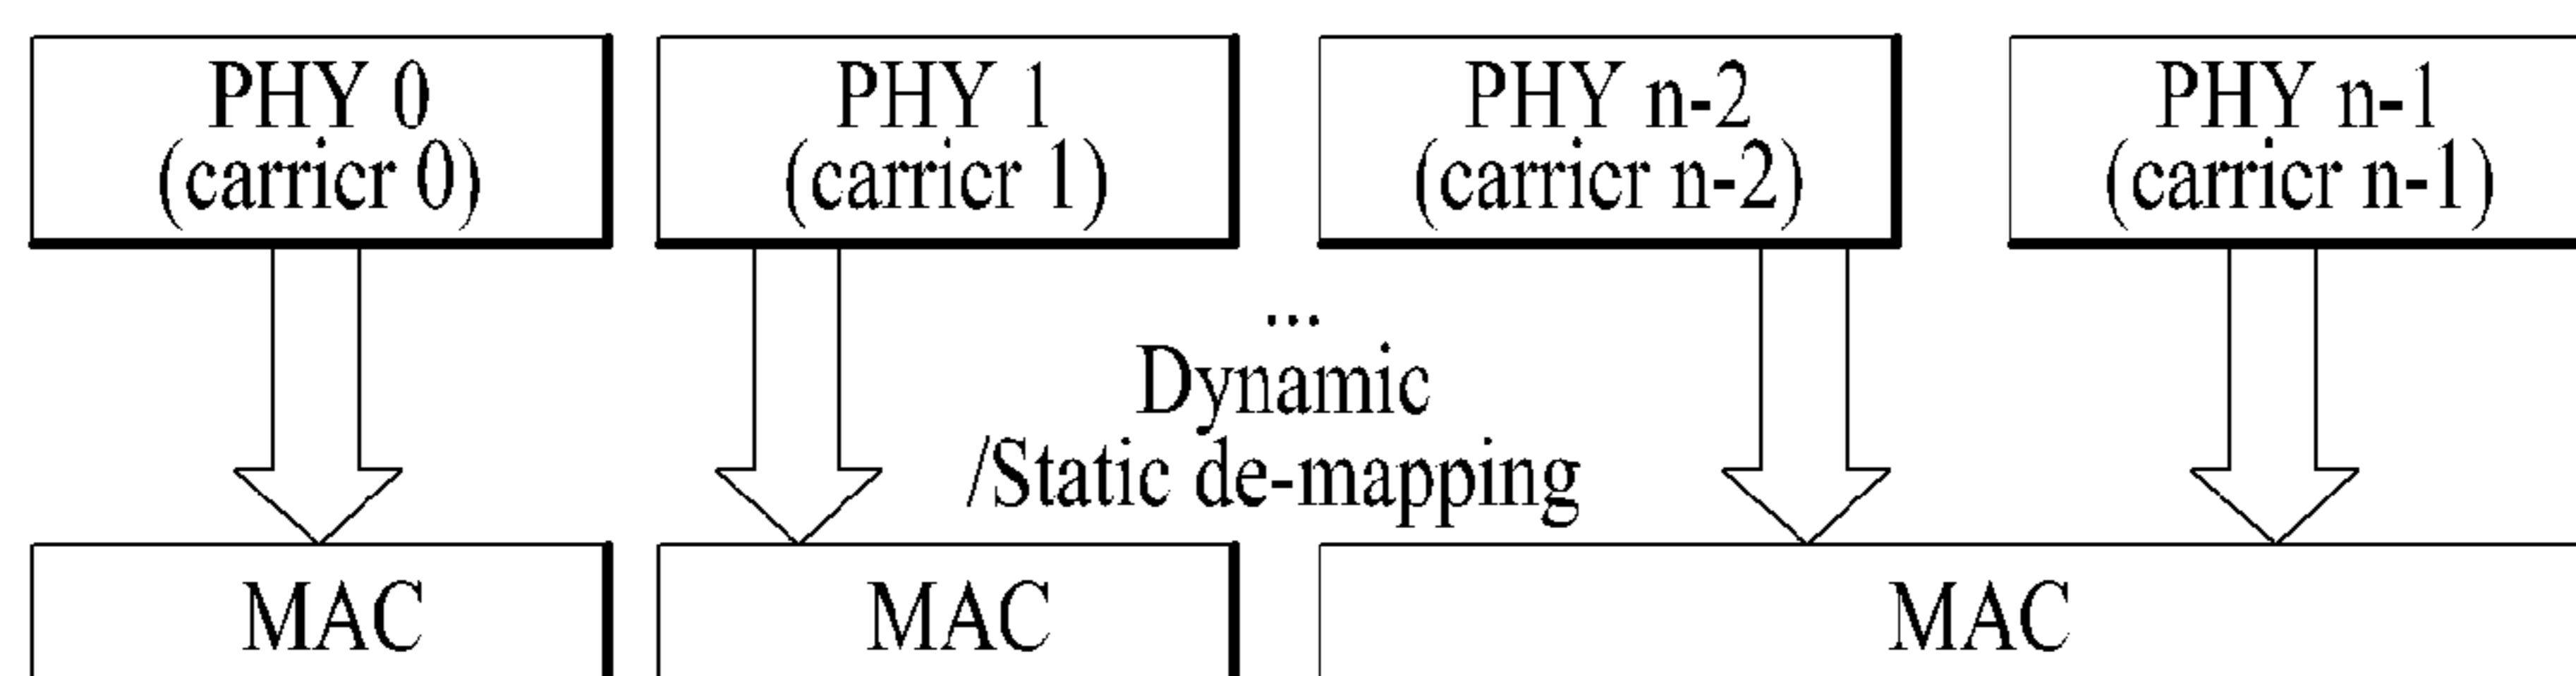 PHY 0
(carricr 0)
PHY 1
(carricr 1)
PHY n-2
(carricr n-2)
PHY n-1
(carricr n-1)
...
Dynamic
/Static de-mapping
MAC
MAC
MAC